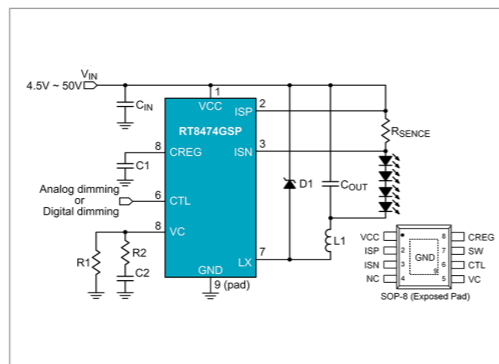 4.5V ~ 50V
VIN
CIN
VCC
1
ISP
2
RT8474GSP
RSENCE
ISN
3
8
CREG
C1
Analog dimming
or
Digital dimming
6
CTL
D1
COUT
8
VC
R1
R2
C2
L1
LX
7
GND
9 (pad)
VCC 1 8 CREG
ISP 2 7 SW
GND
ISN 3 6 CTL
9
NC 4 5 VC
SOP-8 (Exposed Pad)